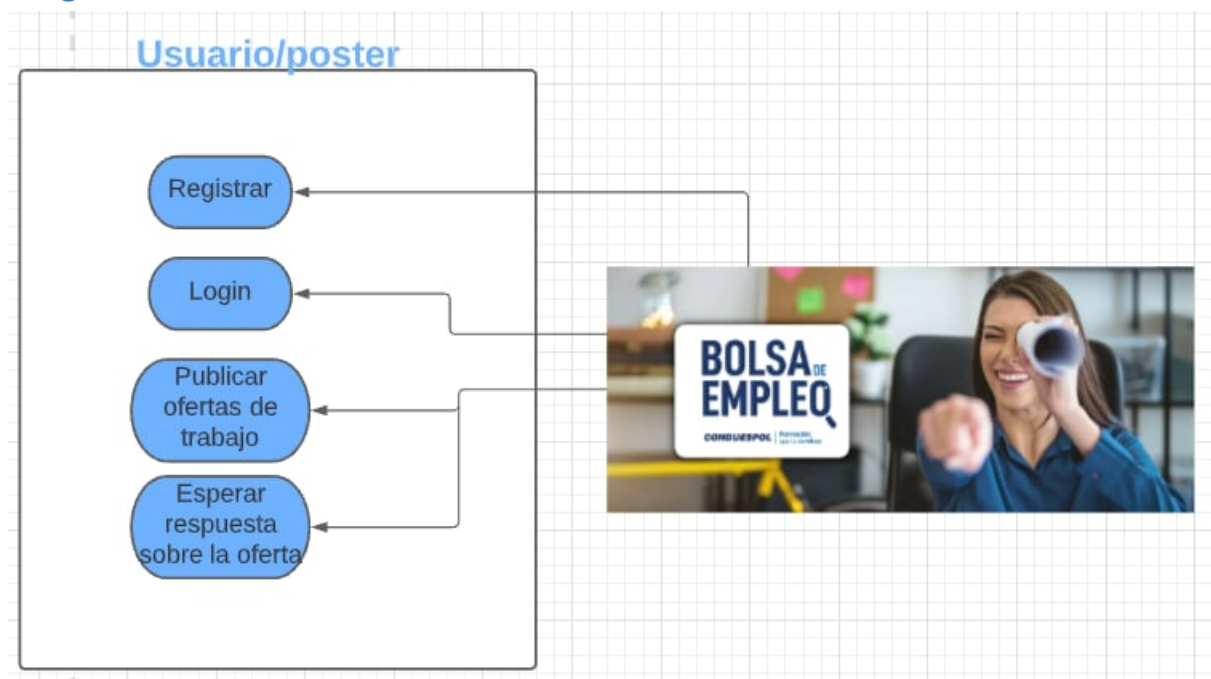 Usuario/poster
Registrar
Login
Publicar
ofertas de
trabajo
Esperar
respuesta
sobre la oferta
BOLSA DE
EMPLEO
CONDUESPOL